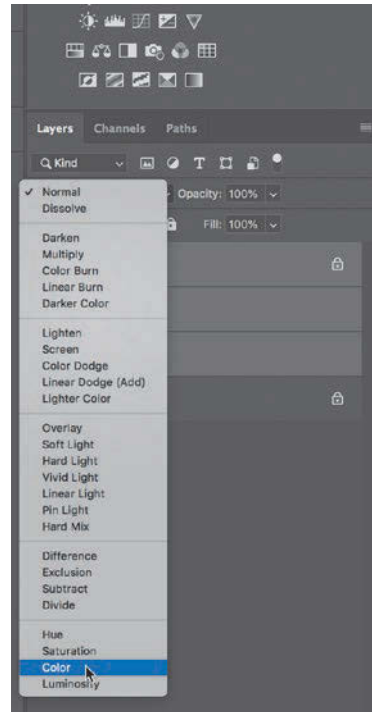 Layers Channels Paths
Kind
Normal
Opacity: 100%
Dissolve
Fill: 100%
Darken
Multiply
Color Burn
Linear Burn
Darker Color
Lighten
Screen
Color Dodge
Linear Dodge (Add)
Lighter Color
Overlay
Soft Light
Hard Light
Vivid Light
Linear Light
Pin Light
Hard Mix
Difference
Exclusion
Subtract
Divide
Hue
Saturation
Color
Luminosity